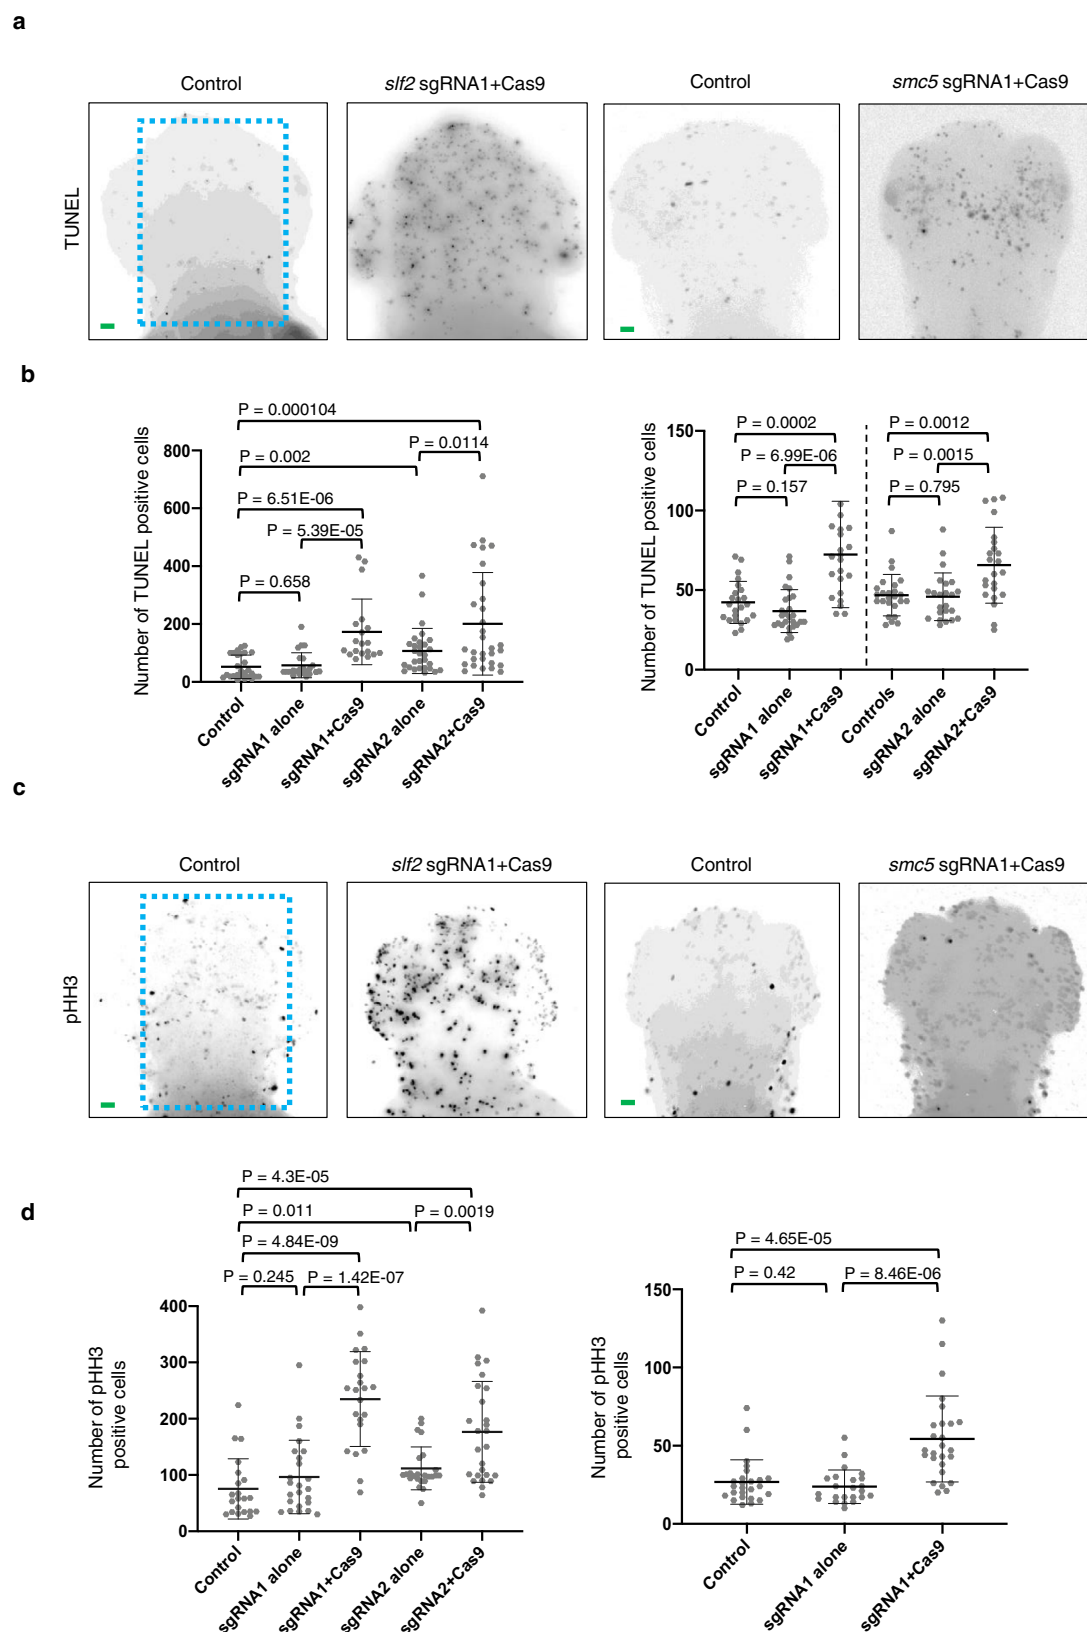 a
Control
slf2 sgRNA1+Cas9
Control
smc5 sgRNA1+Cas9
TUNEL
b
P = 0.000104
P = 0.0114
P = 0.002
P = 6.51E-06
P = 5.39E-05
P = 0.658
Number of TUNEL positive cells
800
600
400
200
0
Control
sgRNA1 alone
sgRNA1+Cas9
sgRNA2 alone
sgRNA2+Cas9
P = 0.0002
P = 0.0012
P = 6.99E-06
P = 0.0015
P = 0.157
P = 0.795
Number of TUNEL positive cells
150
100
50
0
Control
sgRNA1 alone
sgRNA1+Cas9
Controls
sgRNA2 alone
sgRNA2+Cas9
c
Control
slf2 sgRNA1+Cas9
Control
smc5 sgRNA1+Cas9
pHH3
d
P = 4.3E-05
P = 0.011
P = 0.0019
P = 4.84E-09
P = 0.245
P = 1.42E-07
Number of pHH3
positive cells
400
300
200
100
0
Control
sgRNA1 alone
sgRNA1+Cas9
sgRNA2 alone
sgRNA2+Cas9
P = 4.65E-05
P = 0.42
P = 8.46E-06
Number of pHH3
positive cells
150
100
50
0
Control
sgRNA1 alone
sgRNA1+Cas9